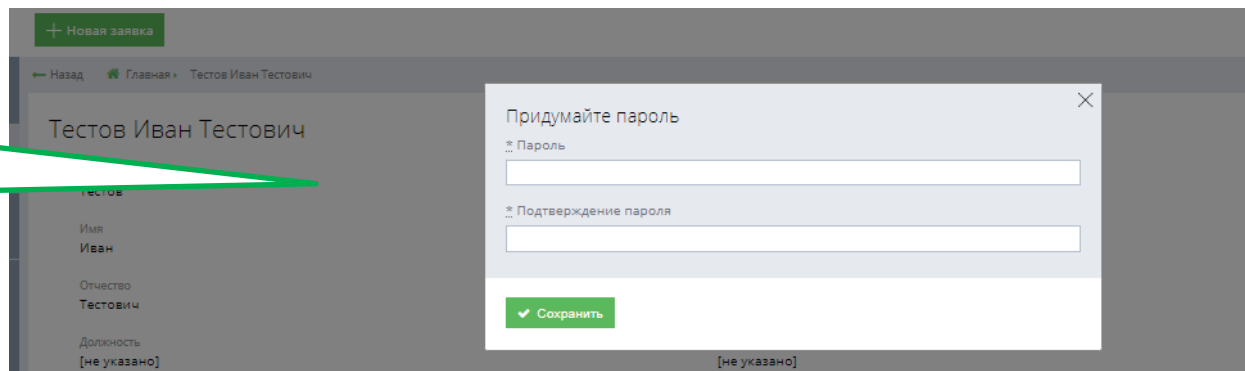 Новая заявка
Назад Главная Тестов Иван Тестович
Тестов Иван Тестович
Тестов
Имя
Иван
Отчество
Тестович
Должность
[не указано]
Придумайте пароль
* Пароль
* Подтверждение пароля
Сохранить
[не указано]